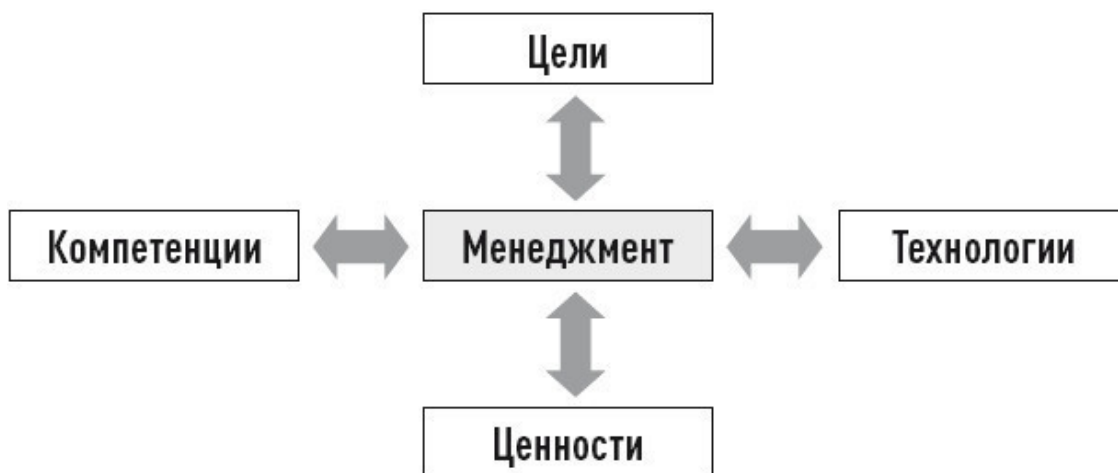 Цели
Компетенции
Менеджмент
Технологии
Ценности